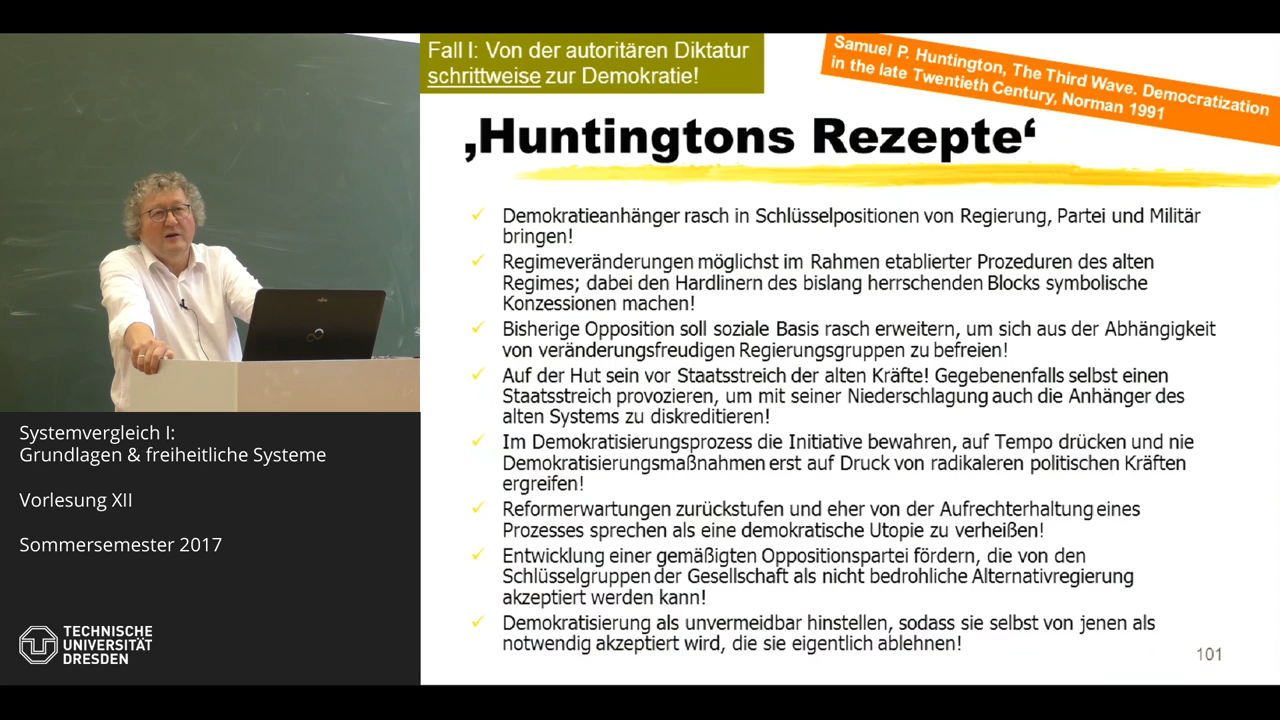 Fall I: Von der autoritären Diktatur
schrittweise zur Demokratie!
Samuel P. Huntington, The Third Wave. Democratization
in the late Twentieth Century, Norman 1991
‚Huntingtons Rezepte‘
Demokratieanhänger rasch in Schlüsselpositionen von Regierung, Partei und Militär
bringen!
Regimeveränderungen möglichst im Rahmen etablierter Prozeduren des alten
Regimes; dabei den Hardlinern des bislang herrschenden Blocks symbolische
Konzessionen machen!
Bisherige Opposition soll soziale Basis rasch erweitern, um sich aus der Abhängigkeit
von veränderungsfreudigen Regierungsgruppen zu befreien!
Auf der Hut sein vor Staatsstreich der alten Kräfte! Gegebenenfalls selbst einen
Staatsstreich provozieren, um mit seiner Niederschlagung auch die Anhänger des
alten Systems zu diskreditieren!
Im Demokratisierungsprozess die Initiative bewahren, auf Tempo drücken und nie
Demokratisierungsmaßnahmen erst auf Druck von radikaleren politischen Kräften
ergreifen!
Reformerwartungen zurückstufen und eher von der Aufrechterhaltung eines
Prozesses sprechen als eine demokratische Utopie zu verheißen!
Entwicklung einer gemäßigten Oppositionspartei fördern, die von den
Schlüsselgruppen der Gesellschaft als nicht bedrohliche Alternativregierung
akzeptiert werden kann!
Demokratisierung als unvermeidbar hinstellen, sodass sie selbst von jenen als
notwendig akzeptiert wird, die sie eigentlich ablehnen!
101
Systemvergleich I:
Grundlagen & freiheitliche Systeme
Vorlesung XII
Sommersemester 2017
TECHNISCHE
UNIVERSITÄT
DRESDEN